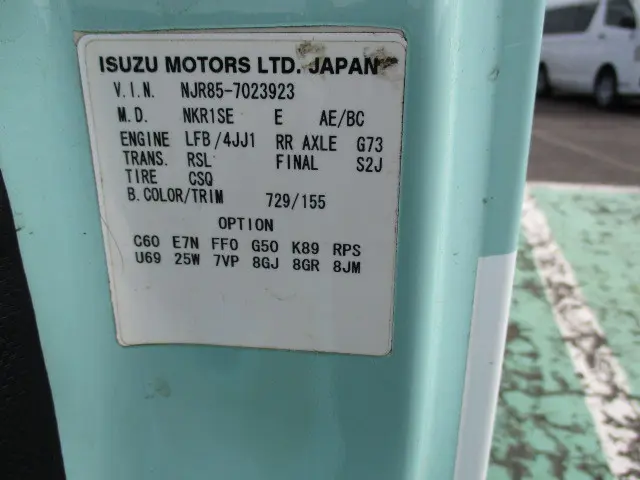 ISUZU MOTORS LTD. JAPAN
V.I.N. NJR85-7023923
M.D. NKR1SE E AE/BC
ENGINE LFB/4JJ1 RR AXLE G73
TRANS. RSL FINAL S2J
TIRE CSQ
B.COLOR/TRIM 729/155
OPTION
C60 E7N FF0 G50 K89 RPS
U69 25W 7VP 8GJ 8GR 8JM